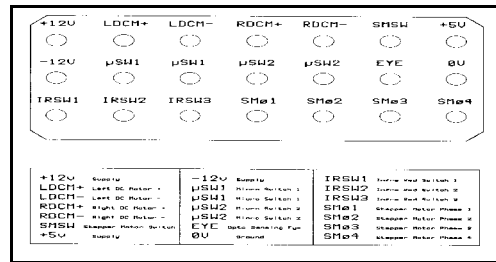 +12V LDCM+ LDCM- RDCM+ RDCM- SMSW +5V
-12V µSW1 µSW1 µSW2 µSW2 EYE 0V
IRSW1 IRSW2 IRSW3 SMø1 SMø2 SMø3 SMø4
+12V Supply
LDCM+ Left DC Motor +
LDCM- Left DC Motor -
RDCM+ Right DC Motor +
RDCM- Right DC Motor -
SMSW Stepper Motor Switch
+5V Supply
-12V Supply
µSW1 Micro Switch 1
µSW1 Micro Switch 1
µSW2 Micro Switch 2
µSW2 Micro Switch 2
EYE Opto Sensing Eye
0V Ground
IRSW1 Infra Red Switch 1
IRSW2 Infra Red Switch 2
IRSW3 Infra Red Switch 3
SMø1 Stepper Motor Phase 1
SMø2 Stepper Motor Phase 2
SMø3 Stepper Motor Phase 3
SMø4 Stepper Motor Phase 4